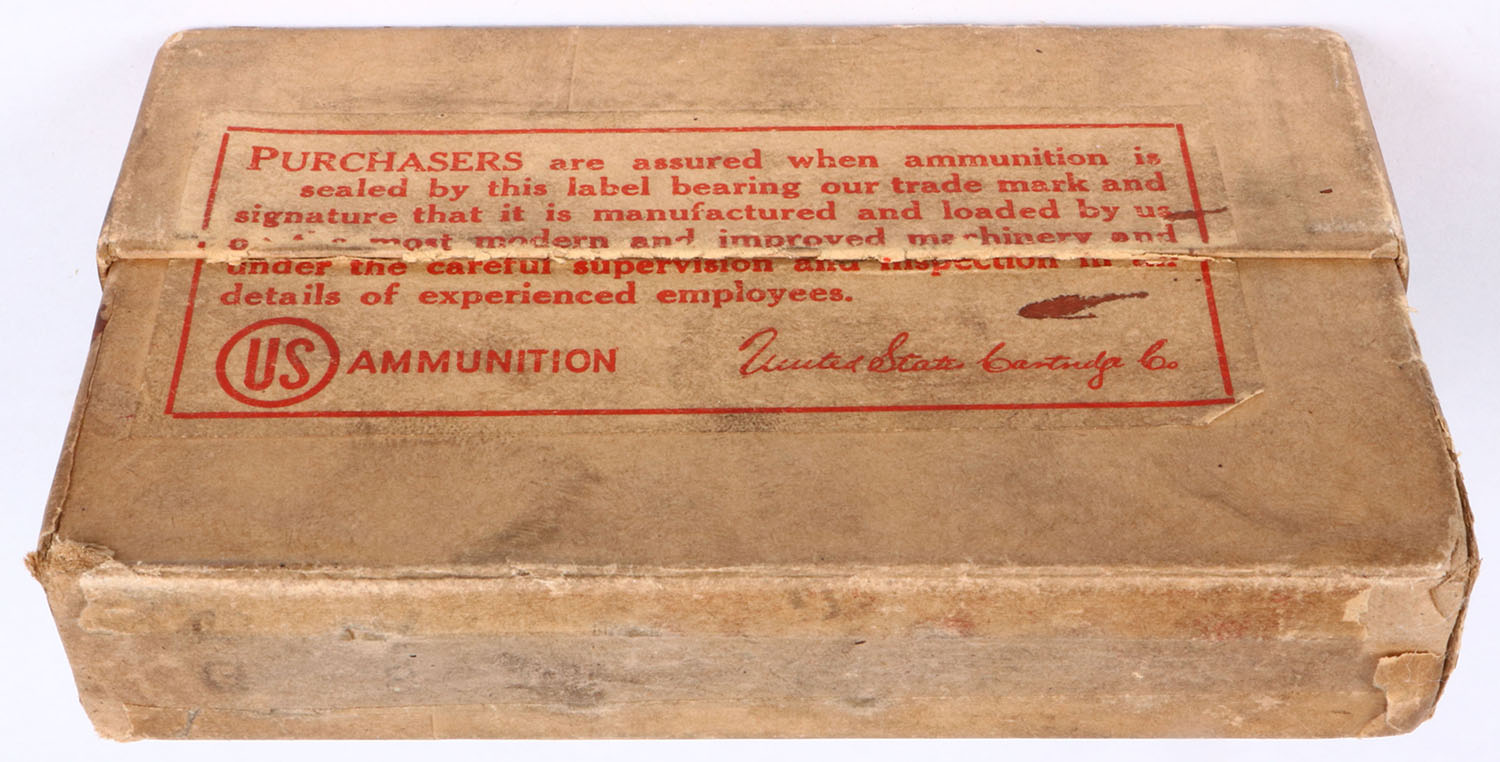 PURCHASERS are assured when ammunition is
sealed by this label bearing our trade mark and
signature that it is manufactured and loaded by us
most modern and improved machinery and
under the careful supervision and inspection in all
details of experienced employees.
US AMMUNITION United States Cartridge Co